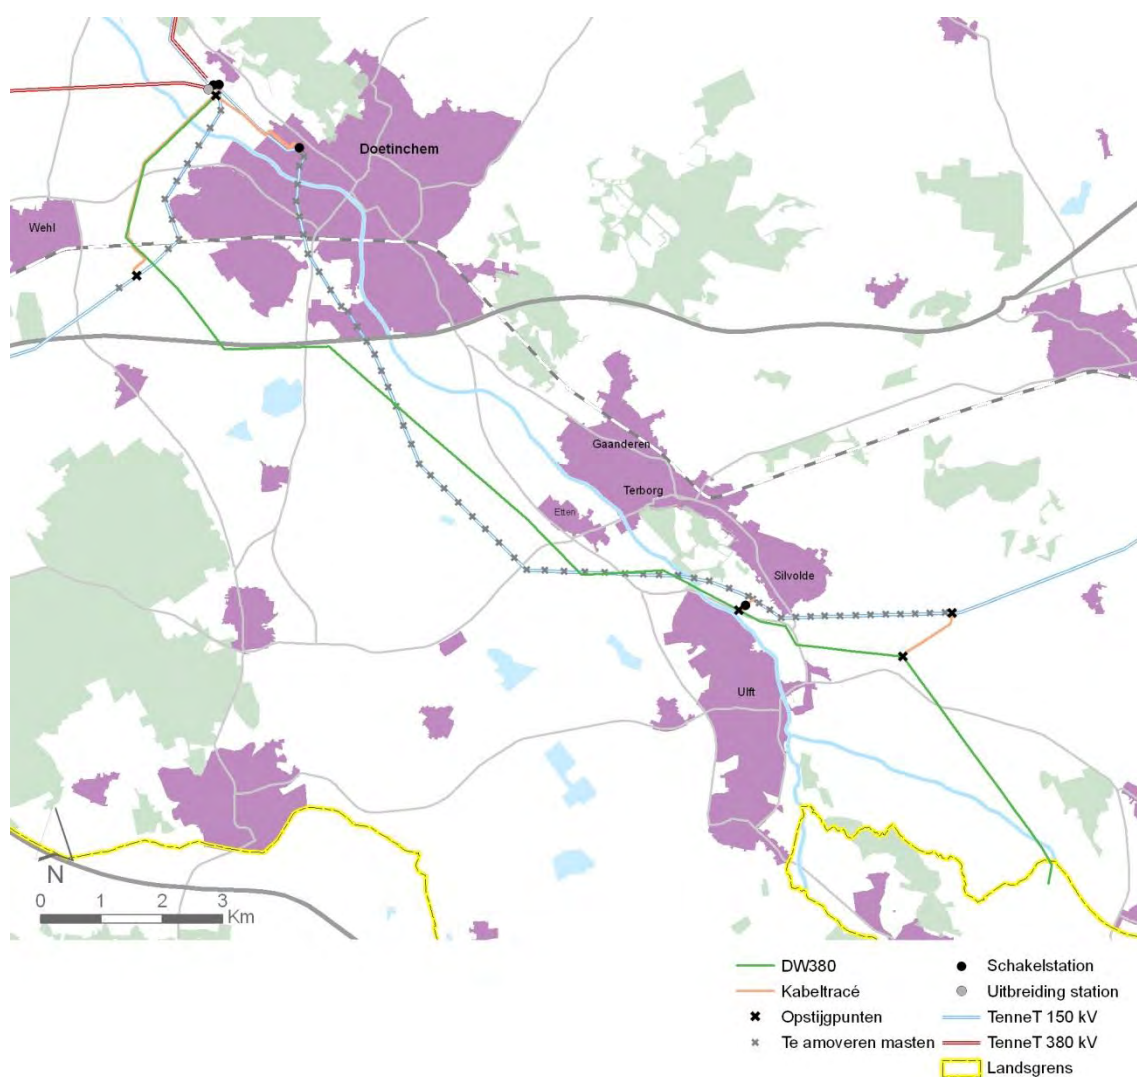 Doetinchem
Wehl
Gaanderen
Terborg
Etten
Silvolde
Ulft
N
0 1 2 3
Km
DW380
Kabeltracé
Opstijgpunten
Te amoveren masten
Schakelstation
Uitbreiding station
TenneT 150 kV
TenneT 380 kV
Landsgrens